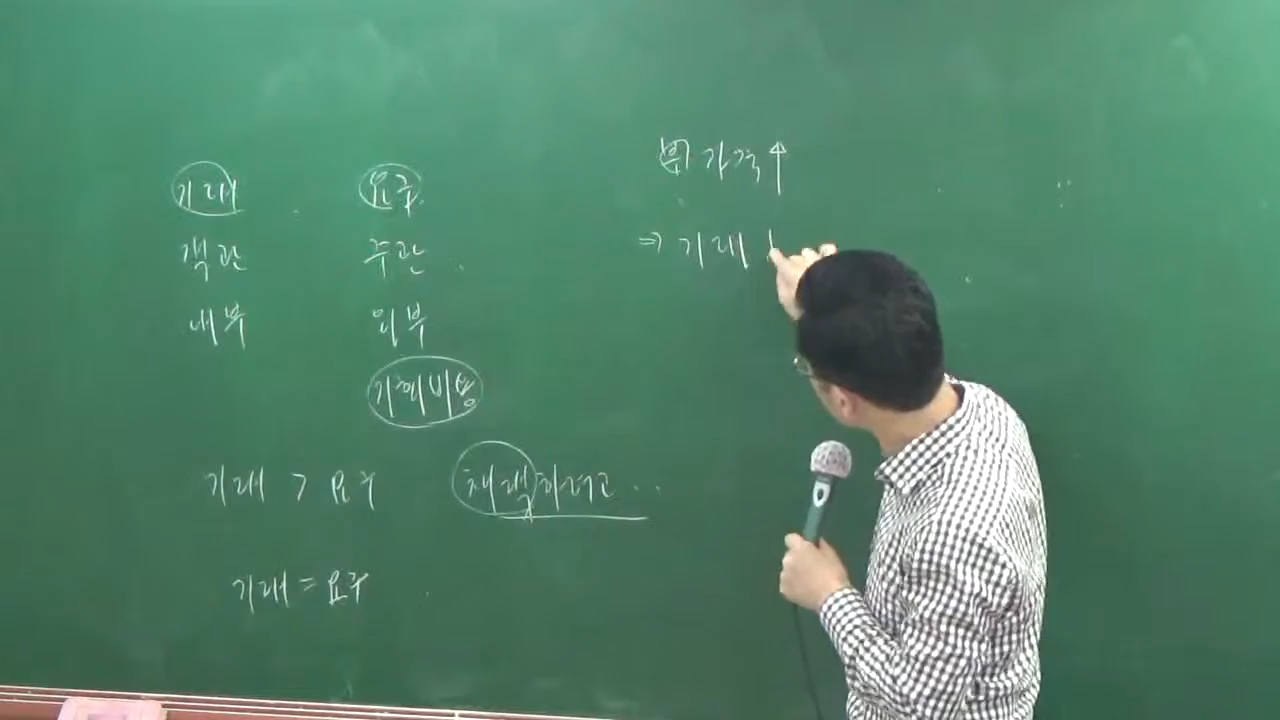 기대 요구
객관 주관
내부 외부
기회비용
기대 > 요구 채택하려고 ...
기대 = 요구
가격 ↑
⇒ 기대